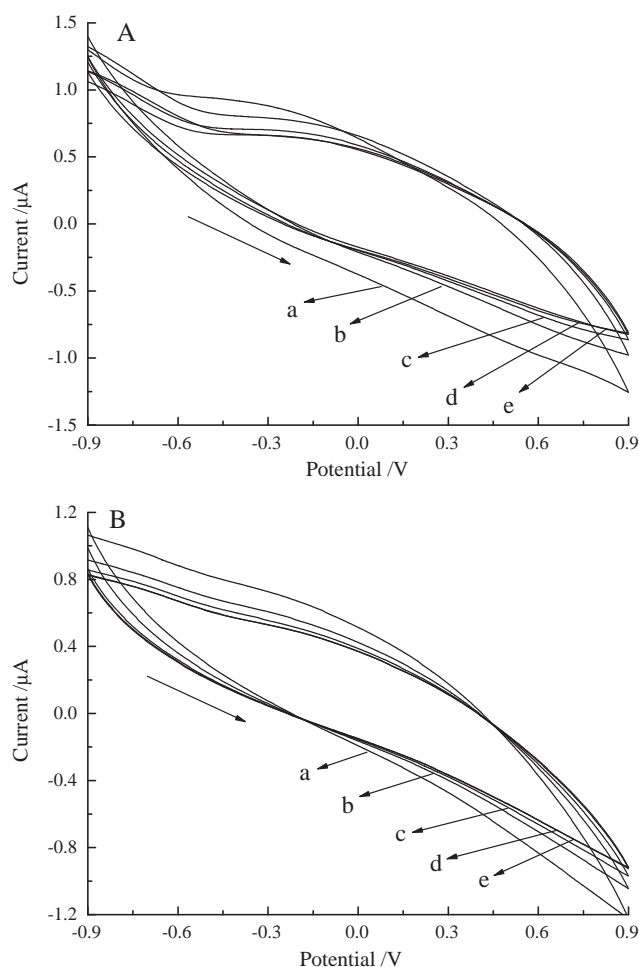 A
1.5
1.0
0.5
0.0
-0.5
-1.0
-1.5
Current /μA
a
b
c
d
e
-0.9 -0.6 -0.3 0.0 0.3 0.6 0.9
Potential /V
B
1.2
0.8
0.4
0.0
-0.4
-0.8
-1.2
Current /μA
a
b
c
d
e
-0.9 -0.6 -0.3 0.0 0.3 0.6 0.9
Potential /V